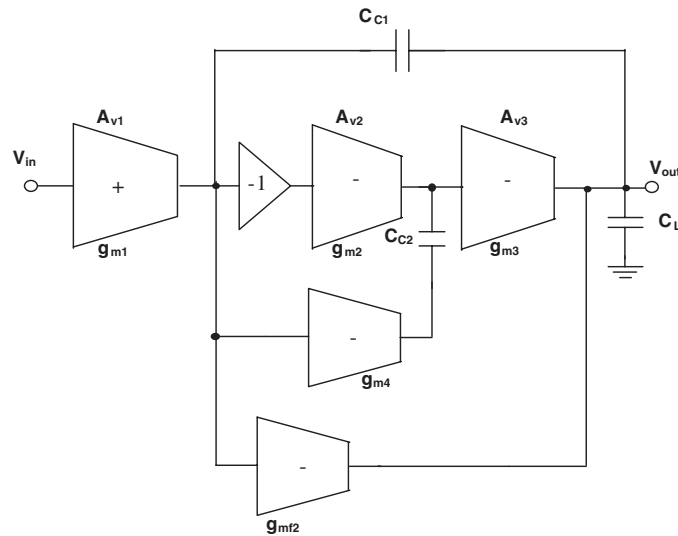 C_C1
A_v1
A_v2
A_v3
V_in
+
-1
-
-
V_out
C_C2
C_L
g_m1
g_m2
g_m3
-
g_m4
-
g_mf2